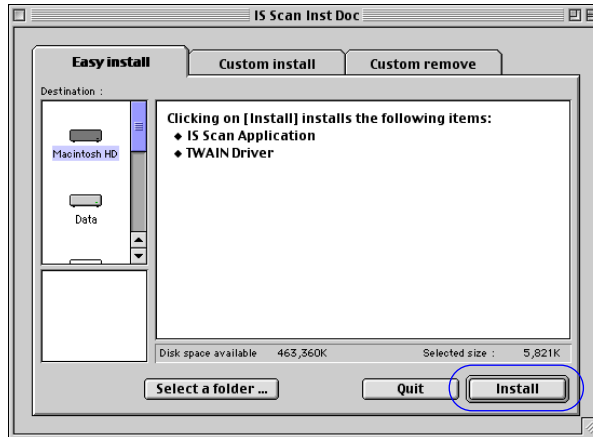 IS Scan Inst Doc
Easy install
Custom install
Custom remove
Destination :
Macintosh HD
Data
Clicking on [Install] installs the following items:
◆ IS Scan Application
◆ TWAIN Driver
Disk space available 463,360K Selected size : 5,821K
Select a folder ...
Quit
Install